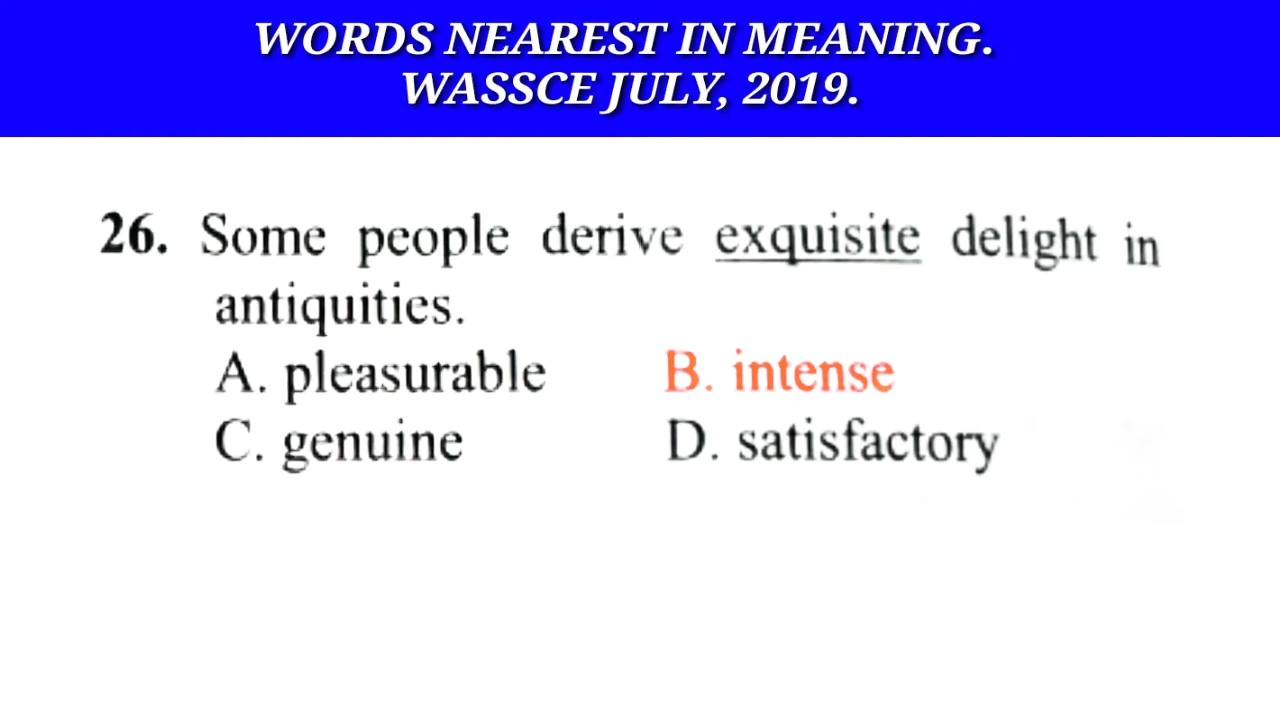 WORDS NEAREST IN MEANING.
WASSCE JULY, 2019.
26. Some people derive exquisite delight in
antiquities.
A. pleasurable B. intense
C. genuine D. satisfactory